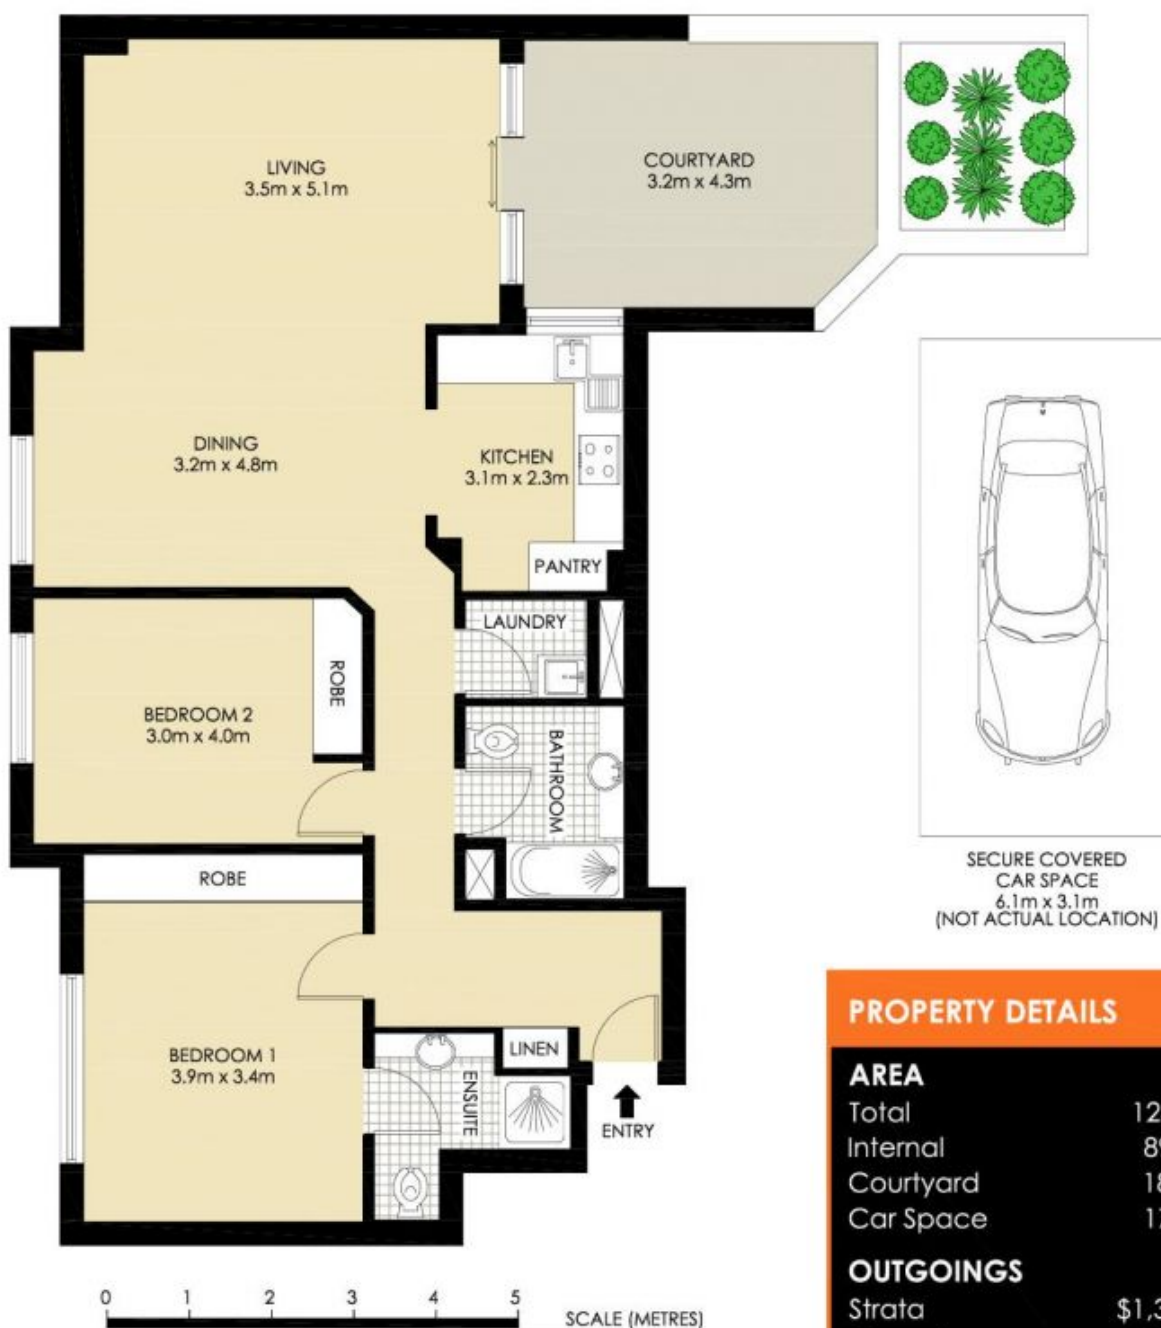 LIVING
3.5m x 5.1m
COURTYARD
3.2m x 4.3m
DINING
3.2m x 4.8m
KITCHEN
3.1m x 2.3m
PANTRY
LAUNDRY
ROBE
BEDROOM 2
3.0m x 4.0m
BATHROOM
ROBE
SECURE COVERED
CAR SPACE
6.1m x 3.1m
(NOT ACTUAL LOCATION)
BEDROOM 1
3.9m x 3.4m
LINEN
ENSUITE
ENTRY
PROPERTY DETAILS
AREA
Total
Internal
Courtyard
Car Space
OUTGOINGS
Strata
0 1 2 3 4 5
SCALE (METRES)